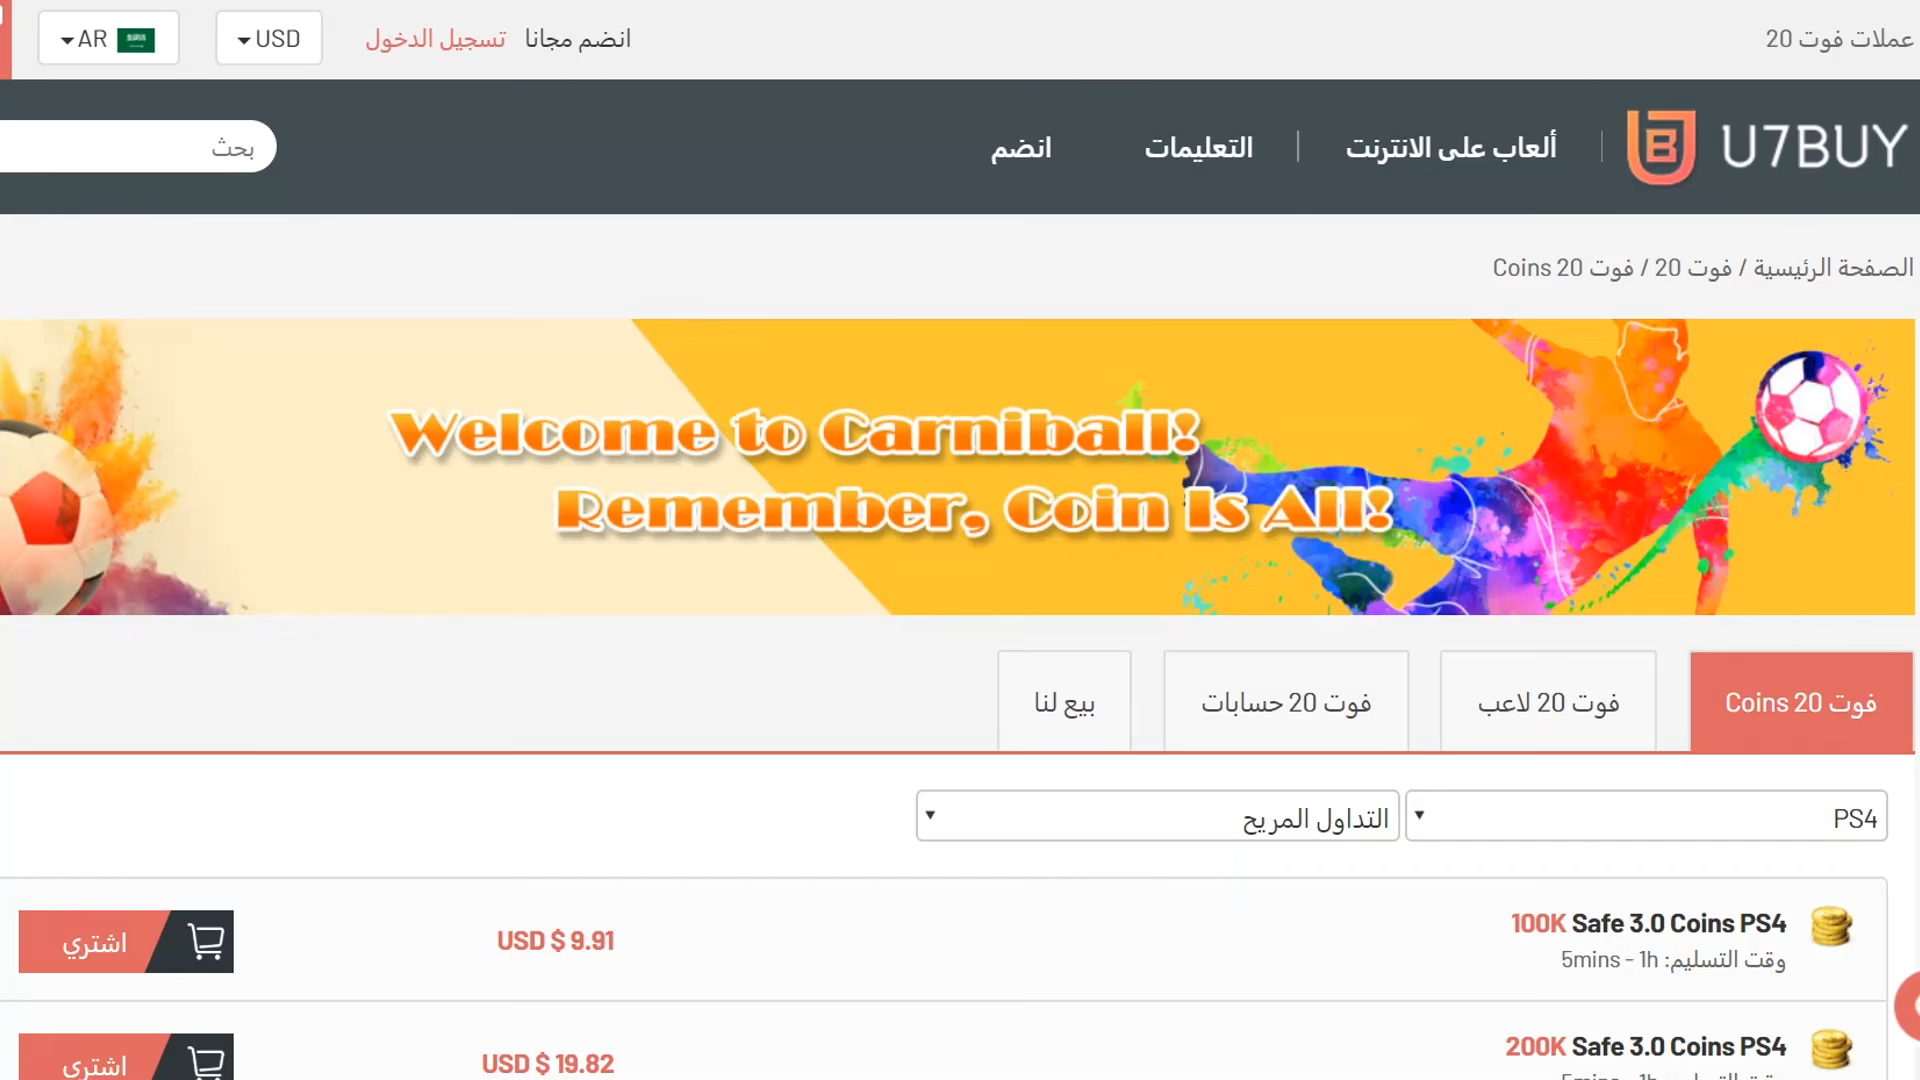 عملات فوت 20
انضم مجانا تسجيل الدخول USD AR
U7BUY ألعاب على الانترنت التعليمات انضم بحث
الصفحة الرئيسية / فوت 20 / فوت 20 Coins
Welcome to Carniball!
Remember, Coin Is All!
فوت 20 Coins فوت 20 لاعب فوت 20 حسابات بيع لنا
PS4 التداول المريح
100K Safe 3.0 Coins PS4
وقت التسليم: 5mins - 1h
USD $ 9.91 اشتري
200K Safe 3.0 Coins PS4
USD $ 19.82 اشتري